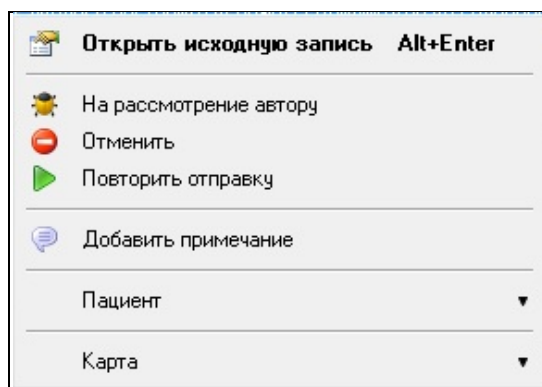 Открыть исходную запись Alt+Enter
На рассмотрение автору
Отменить
Повторить отправку
Добавить примечание
Пациент
Карта